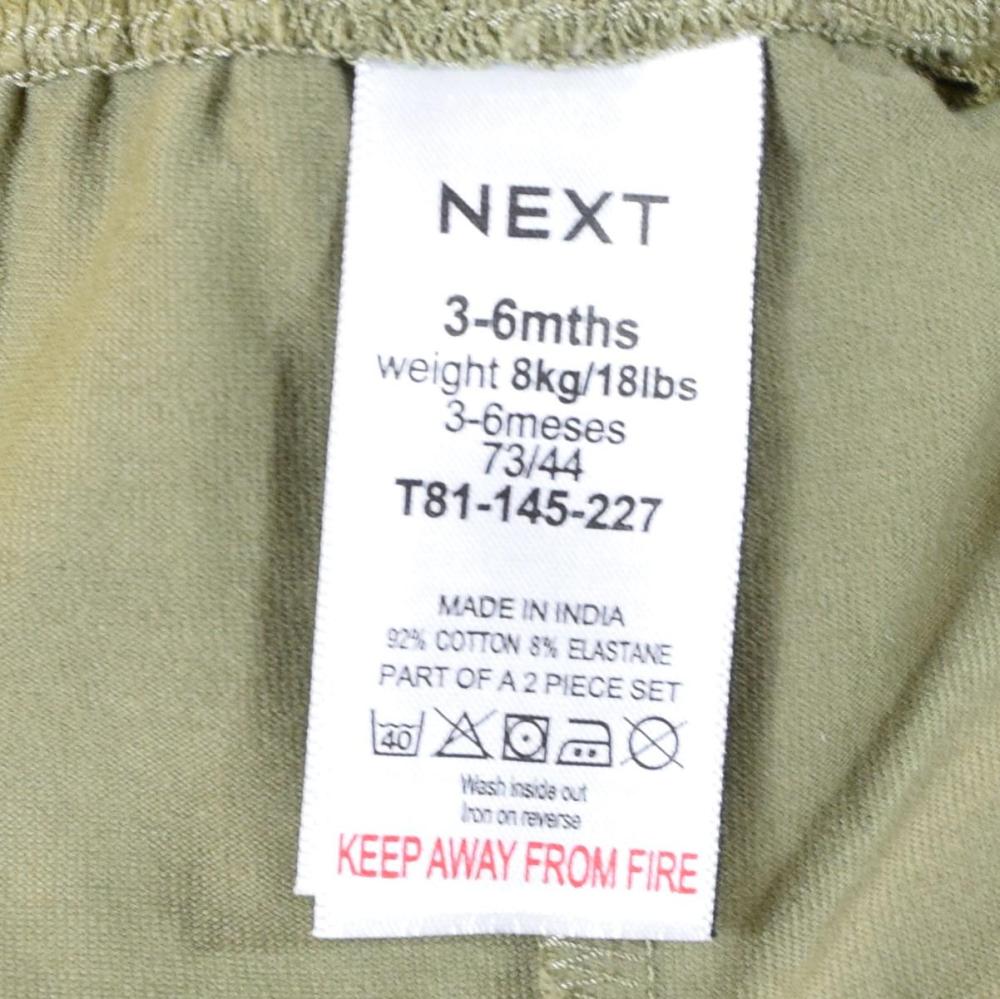 NEXT
3-6mths
weight 8kg/18lbs
3-6meses
73/44
T81-145-227
MADE IN INDIA
92% COTTON 8% ELASTANE
PART OF A 2 PIECE SET
40
Wash inside out
Iron on reverse
KEEP AWAY FROM FIRE